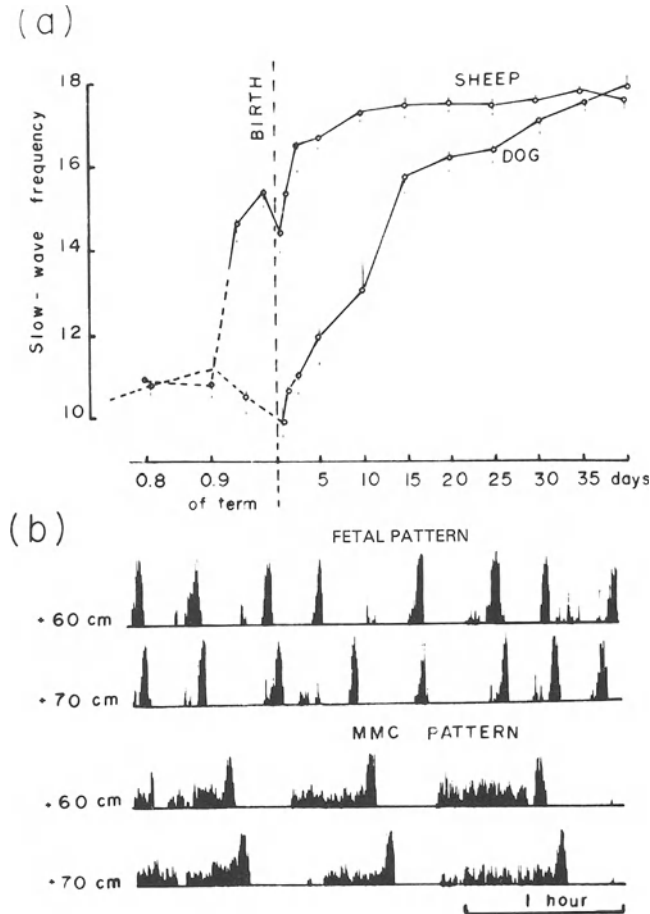 (a)
18
16
14
12
10
Slow-wave frequency
BIRTH
SHEEP
DOG
0.8 0.9 5 10 15 20 25 30 35 days
of term
(b)
FETAL PATTERN
+ 60 cm
+ 70 cm
MMC PATTERN
+ 60 cm
+ 70 cm
1 hour